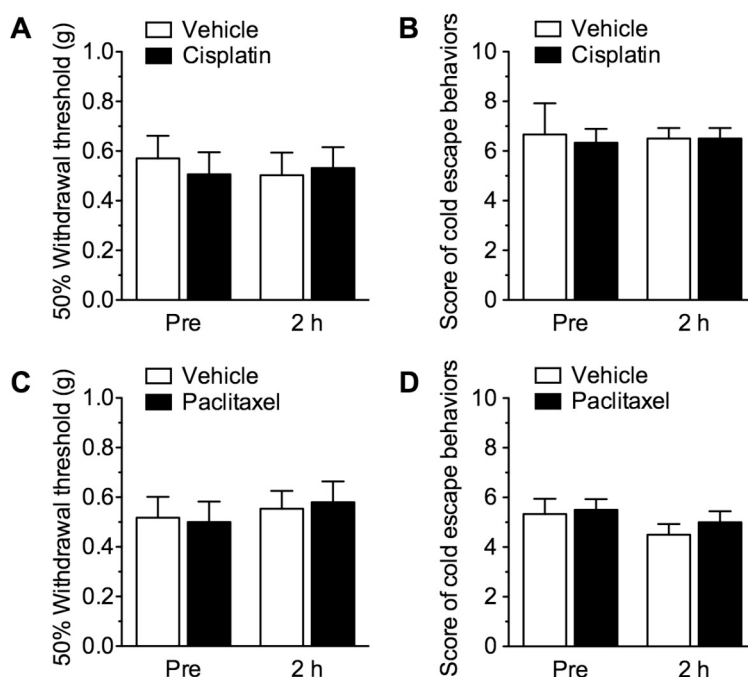 A
Vehicle
Cisplatin
50% Withdrawal threshold (g)
1.0
0.8
0.6
0.4
0.2
0.0
Pre
2 h
B
Vehicle
Cisplatin
Score of cold escape behaviors
10
8
6
4
2
0
Pre
2 h
C
Vehicle
Paclitaxel
50% Withdrawal threshold (g)
1.0
0.8
0.6
0.4
0.2
0.0
Pre
2 h
D
Vehicle
Paclitaxel
Score of cold escape behaviors
10
8
6
4
2
0
Pre
2 h